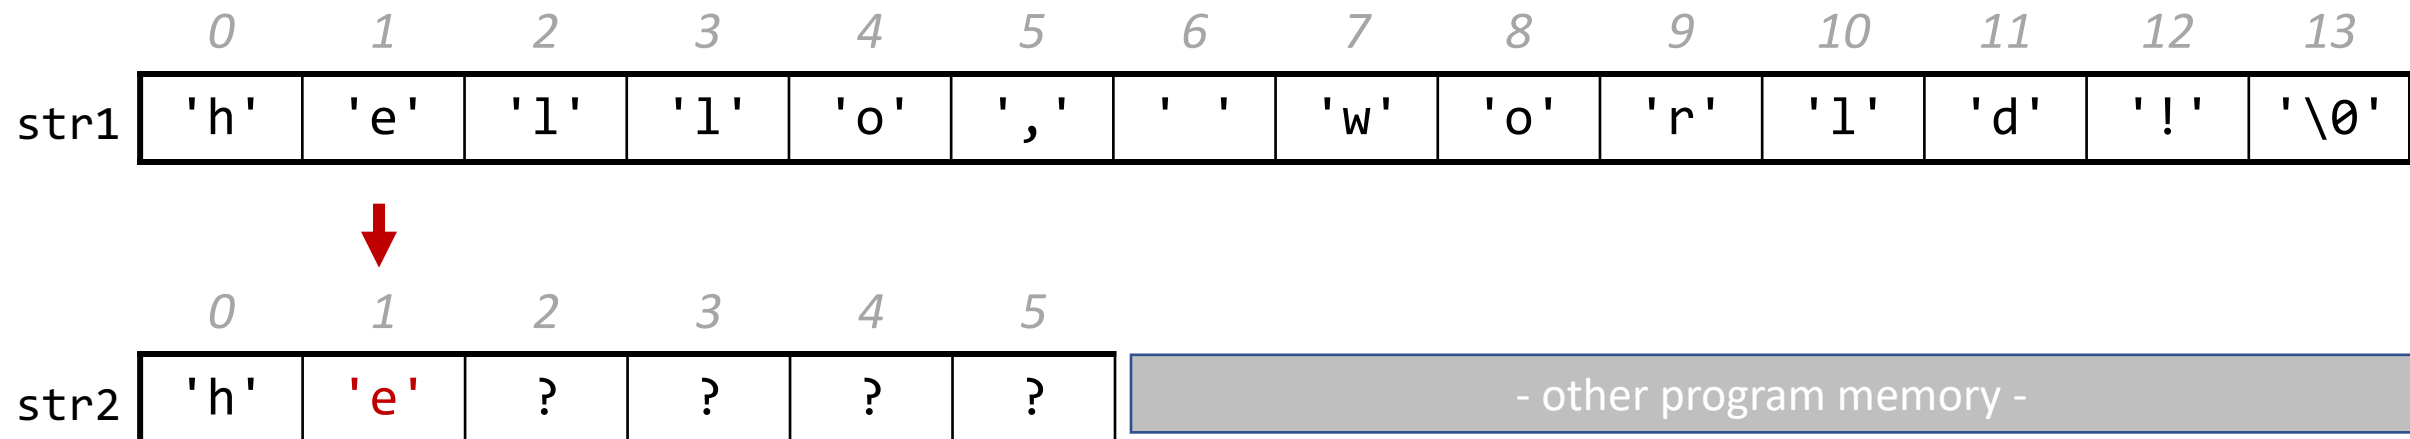 0 1 2 3 4 5 6 7 8 9 10 11 12 13
str1 'h' 'e' 'l' 'l' 'o' ',' ' ' 'w' 'o' 'r' 'l' 'd' '!' '\0'
0 1 2 3 4 5
str2 'h' 'e' ? ? ? ? - other program memory -